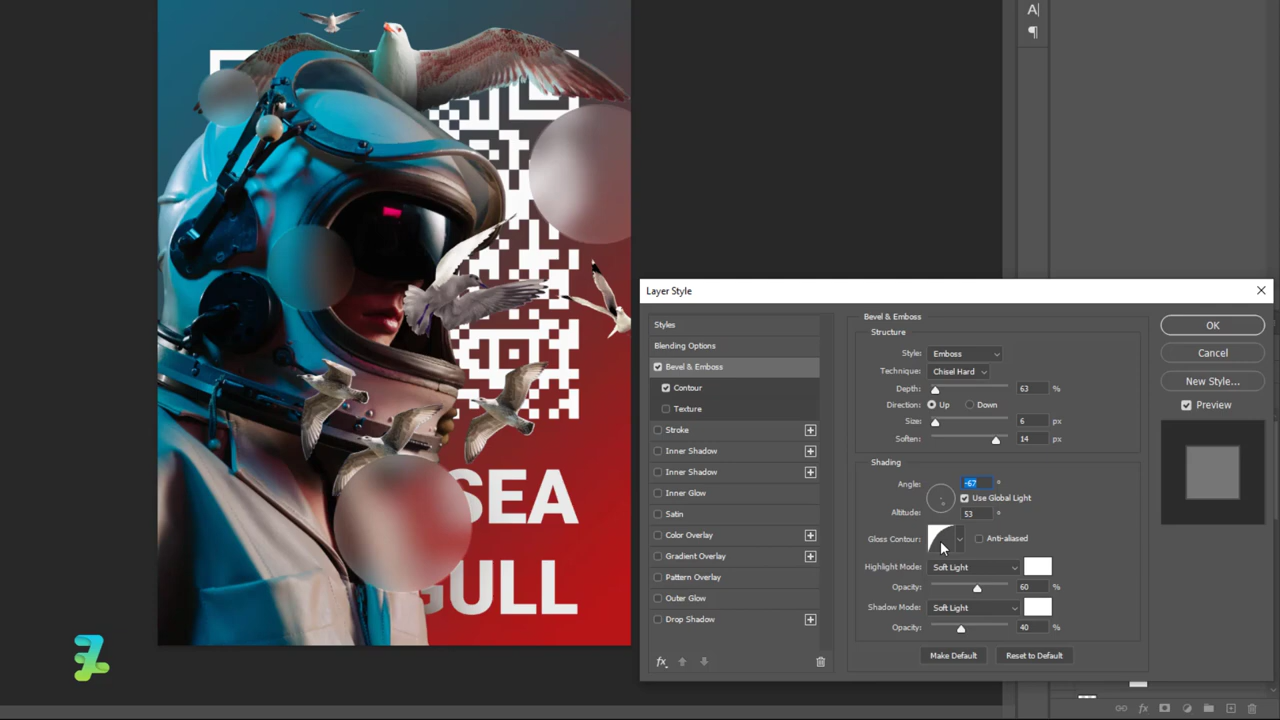 A|
SEA
GULL
Layer Style
Styles
Blending Options
Bevel & Emboss
Contour
Texture
Stroke
Inner Shadow
Inner Shadow
Inner Glow
Satin
Color Overlay
Gradient Overlay
Pattern Overlay
Outer Glow
Drop Shadow
fx
Bevel & Emboss
Structure
Style: Emboss
Technique: Chisel Hard
Depth: 63 %
Direction: Up Down
Size: 6 px
Soften: 14 px
Shading
Angle: -67 °
Use Global Light
Altitude: 53 °
Gloss Contour: Anti-aliased
Highlight Mode: Soft Light
Opacity: 60 %
Shadow Mode: Soft Light
Opacity: 40 %
Make Default Reset to Default
OK
Cancel
New Style...
Preview
fx